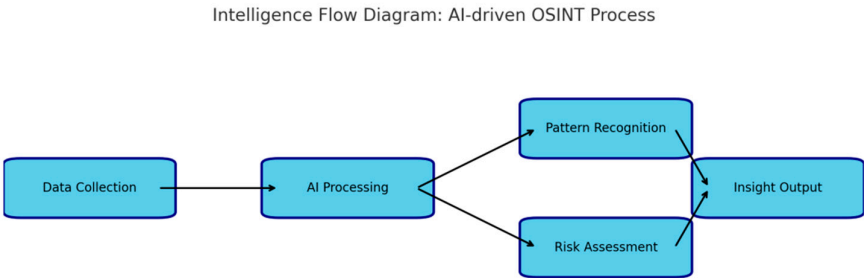 Intelligence Flow Diagram: AI-driven OSINT Process
Pattern Recognition
Data Collection
AI Processing
Insight Output
Risk Assessment